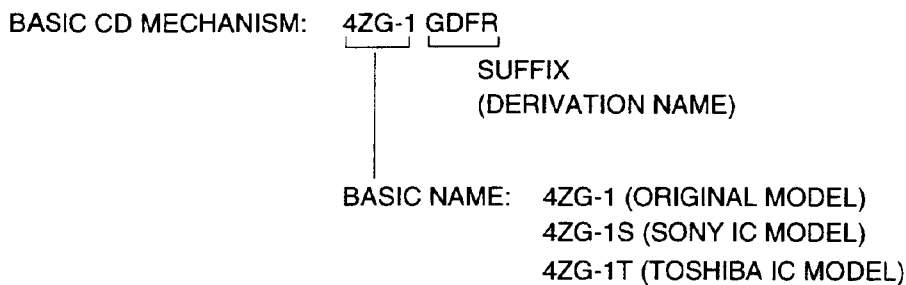 BASIC CD MECHANISM: 4ZG-1 GDFR
SUFFIX
(DERIVATION NAME)
BASIC NAME: 4ZG-1 (ORIGINAL MODEL)
4ZG-1S (SONY IC MODEL)
4ZG-1T (TOSHIBA IC MODEL)